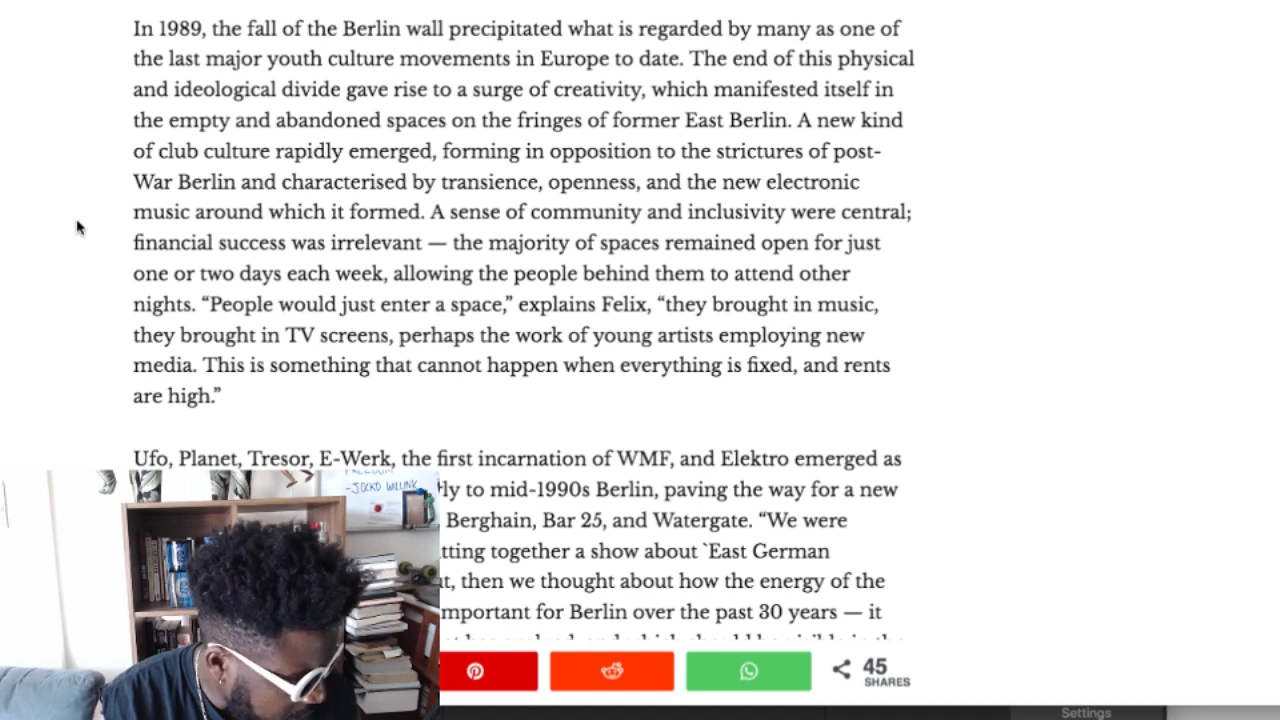 In 1989, the fall of the Berlin wall precipitated what is regarded by many as one of
the last major youth culture movements in Europe to date. The end of this physical
and ideological divide gave rise to a surge of creativity, which manifested itself in
the empty and abandoned spaces on the fringes of former East Berlin. A new kind
of club culture rapidly emerged, forming in opposition to the strictures of post-
War Berlin and characterised by transience, openness, and the new electronic
music around which it formed. A sense of community and inclusivity were central;
financial success was irrelevant — the majority of spaces remained open for just
one or two days each week, allowing the people behind them to attend other
nights. “People would just enter a space,” explains Felix, “they brought in music,
they brought in TV screens, perhaps the work of young artists employing new
media. This is something that cannot happen when everything is fixed, and rents
are high.”
Ufo, Planet, Tresor, E-Werk, the first incarnation of WMF, and Elektro emerged as
to mid-1990s Berlin, paving the way for a new
Berghain, Bar 25, and Watergate. “We were
together a show about `East German
then we thought about how the energy of the
for Berlin over the past 30 years — it
-JOCKO WILLINK
45
SHARES
Settings